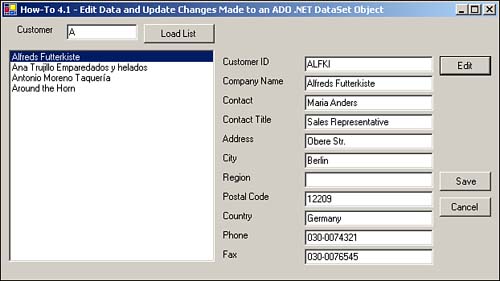 How-To 4.1 - Edit Data and Update Changes Made to an ADO .NET DataSet Object
Customer A Load List
Alfreds Futterkiste
Ana Trujillo Emparedados y helados
Antonio Moreno Taquería
Around the Horn
Customer ID ALFKI Edit
Company Name Alfreds Futterkiste
Contact Maria Anders
Contact Title Sales Representative
Address Obere Str.
City Berlin
Region Save
Postal Code 12209
Cancel
Country Germany
Phone 030-0074321
Fax 030-0076545